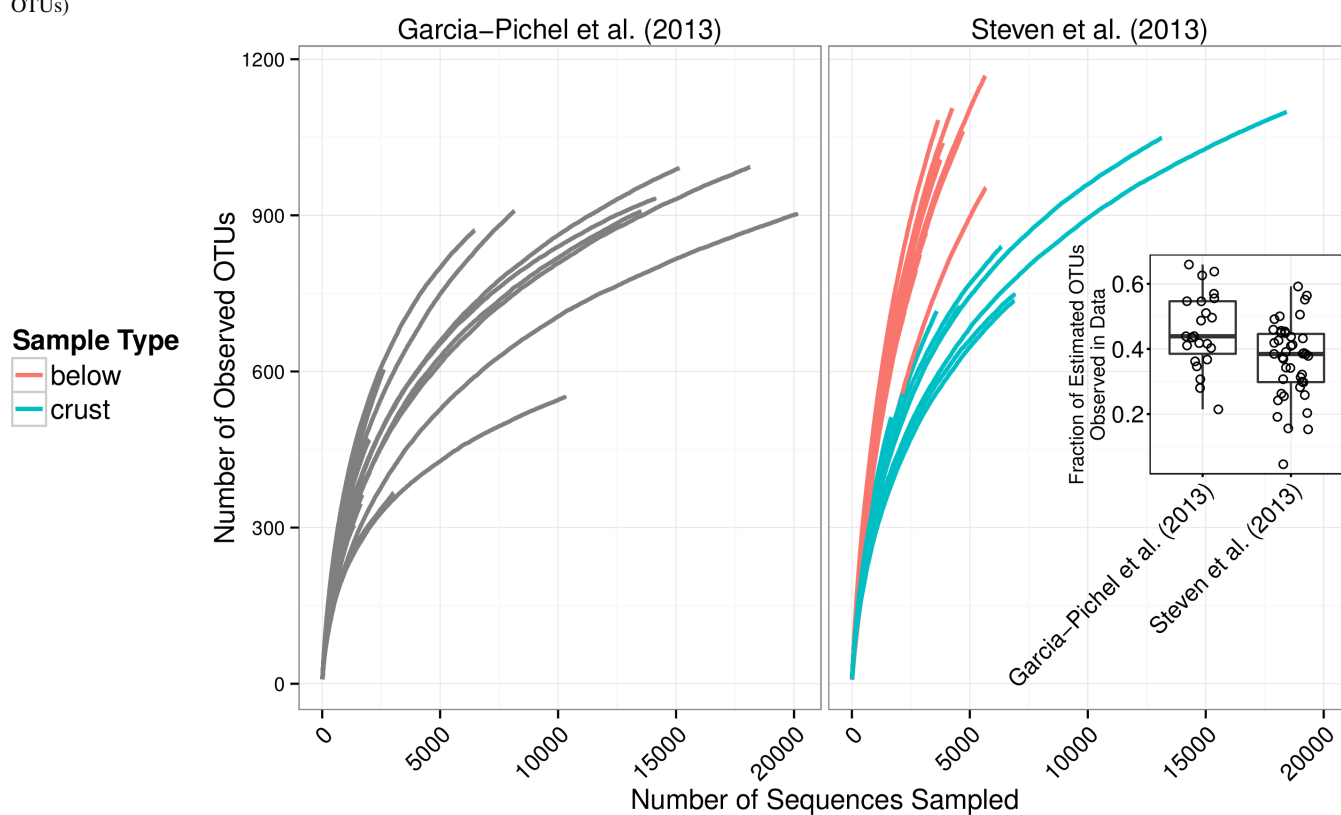 OTUs)
Garcia−Pichel et al. (2013)
Steven et al. (2013)
Number of Observed OTUs
1200
900
600
300
0
Sample Type
below
crust
Fraction of Estimated OTUs
Observed in Data
0.6
0.4
0.2
Garcia−Pichel et al. (2013)
Steven et al. (2013)
0
5000
10000
15000
20000
0
5000
10000
15000
20000
Number of Sequences Sampled